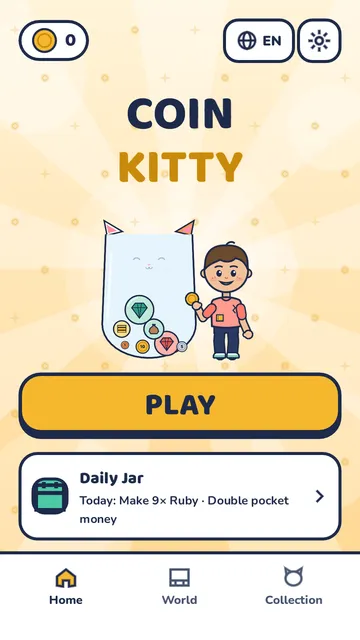 0
EN
COIN
KITTY
PLAY
Daily Jar
Today: Make 9× Ruby · Double pocket
money
Home
World
Collection